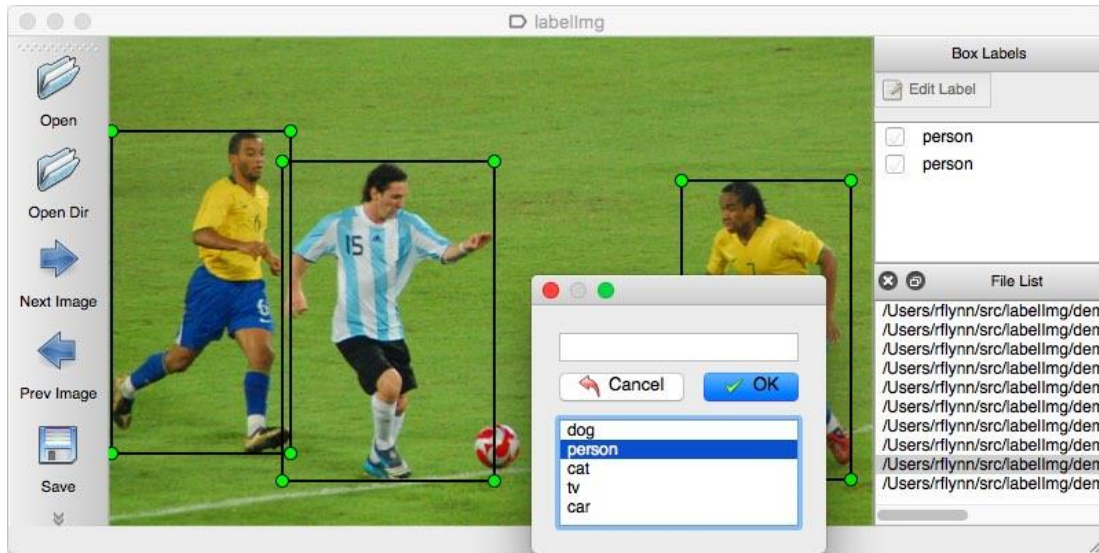 labelImg
Open
Open Dir
Next Image
Prev Image
Save
6
6
15
Box Labels
Edit Label
person
person
File List
/Users/rflynn/src/labelImg/dem
/Users/rflynn/src/labelImg/dem
/Users/rflynn/src/labelImg/dem
/Users/rflynn/src/labelImg/dem
/Users/rflynn/src/labelImg/dem
/Users/rflynn/src/labelImg/dem
/Users/rflynn/src/labelImg/dem
/Users/rflynn/src/labelImg/dem
/Users/rflynn/src/labelImg/dem
/Users/rflynn/src/labelImg/dem
Cancel
OK
dog
person
cat
tv
car